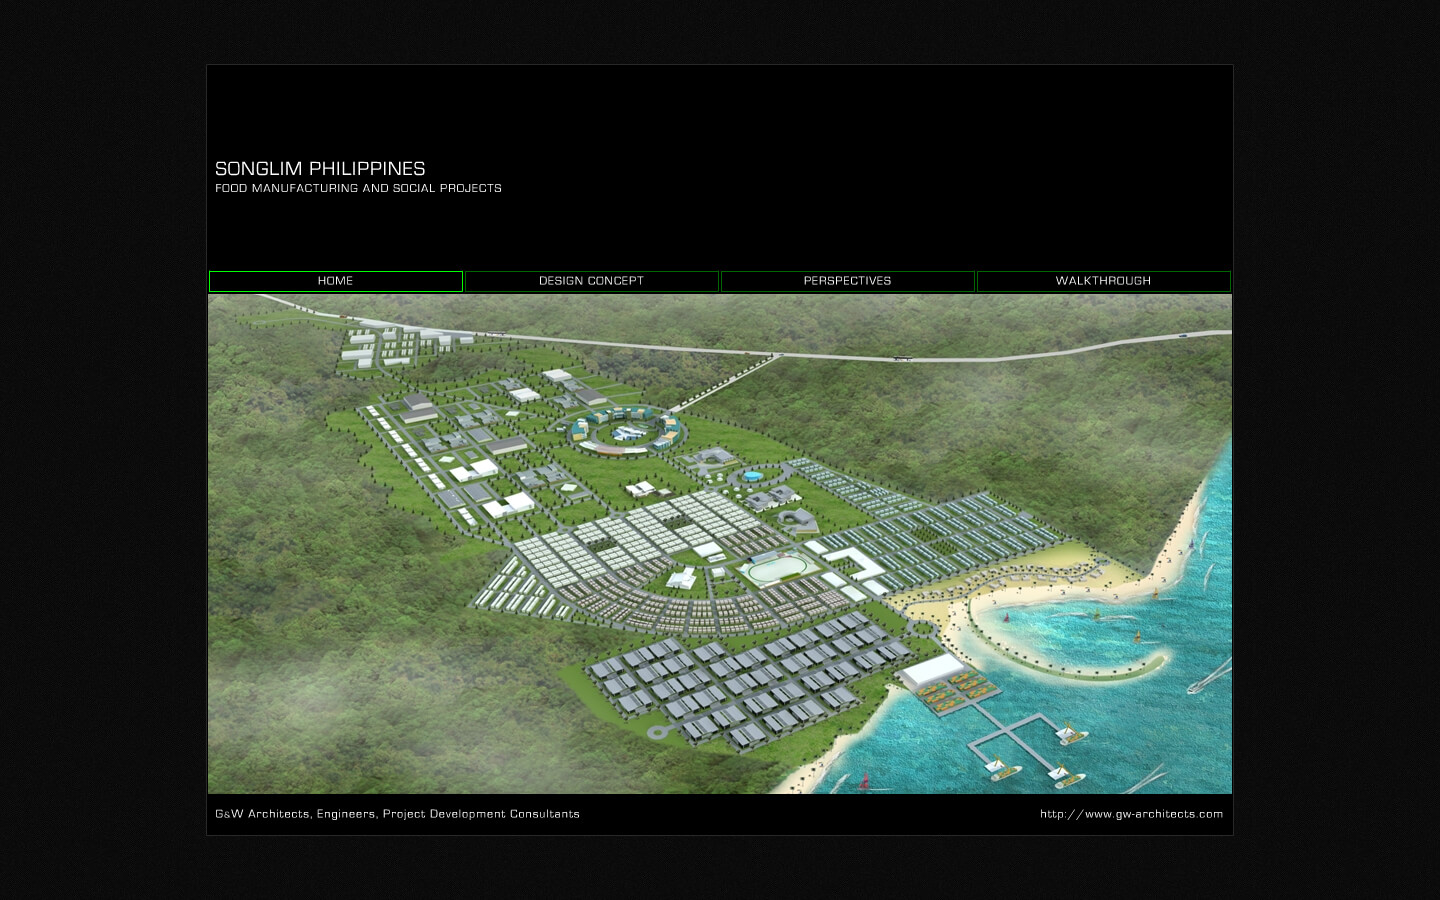 SONGLIM PHILIPPINES
FOOD MANUFACTURING AND SOCIAL PROJECTS
HOME
DESIGN CONCEPT
PERSPECTIVES
WALKTHROUGH
G&W Architects, Engineers, Project Development Consultants
http://www.gw-architects.com